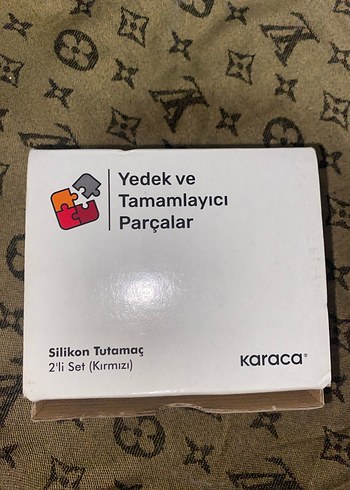 Yedek ve
Tamamlayıcı
Parçalar
Silikon Tutamaç
2'li Set (Kırmızı)
Karaca®